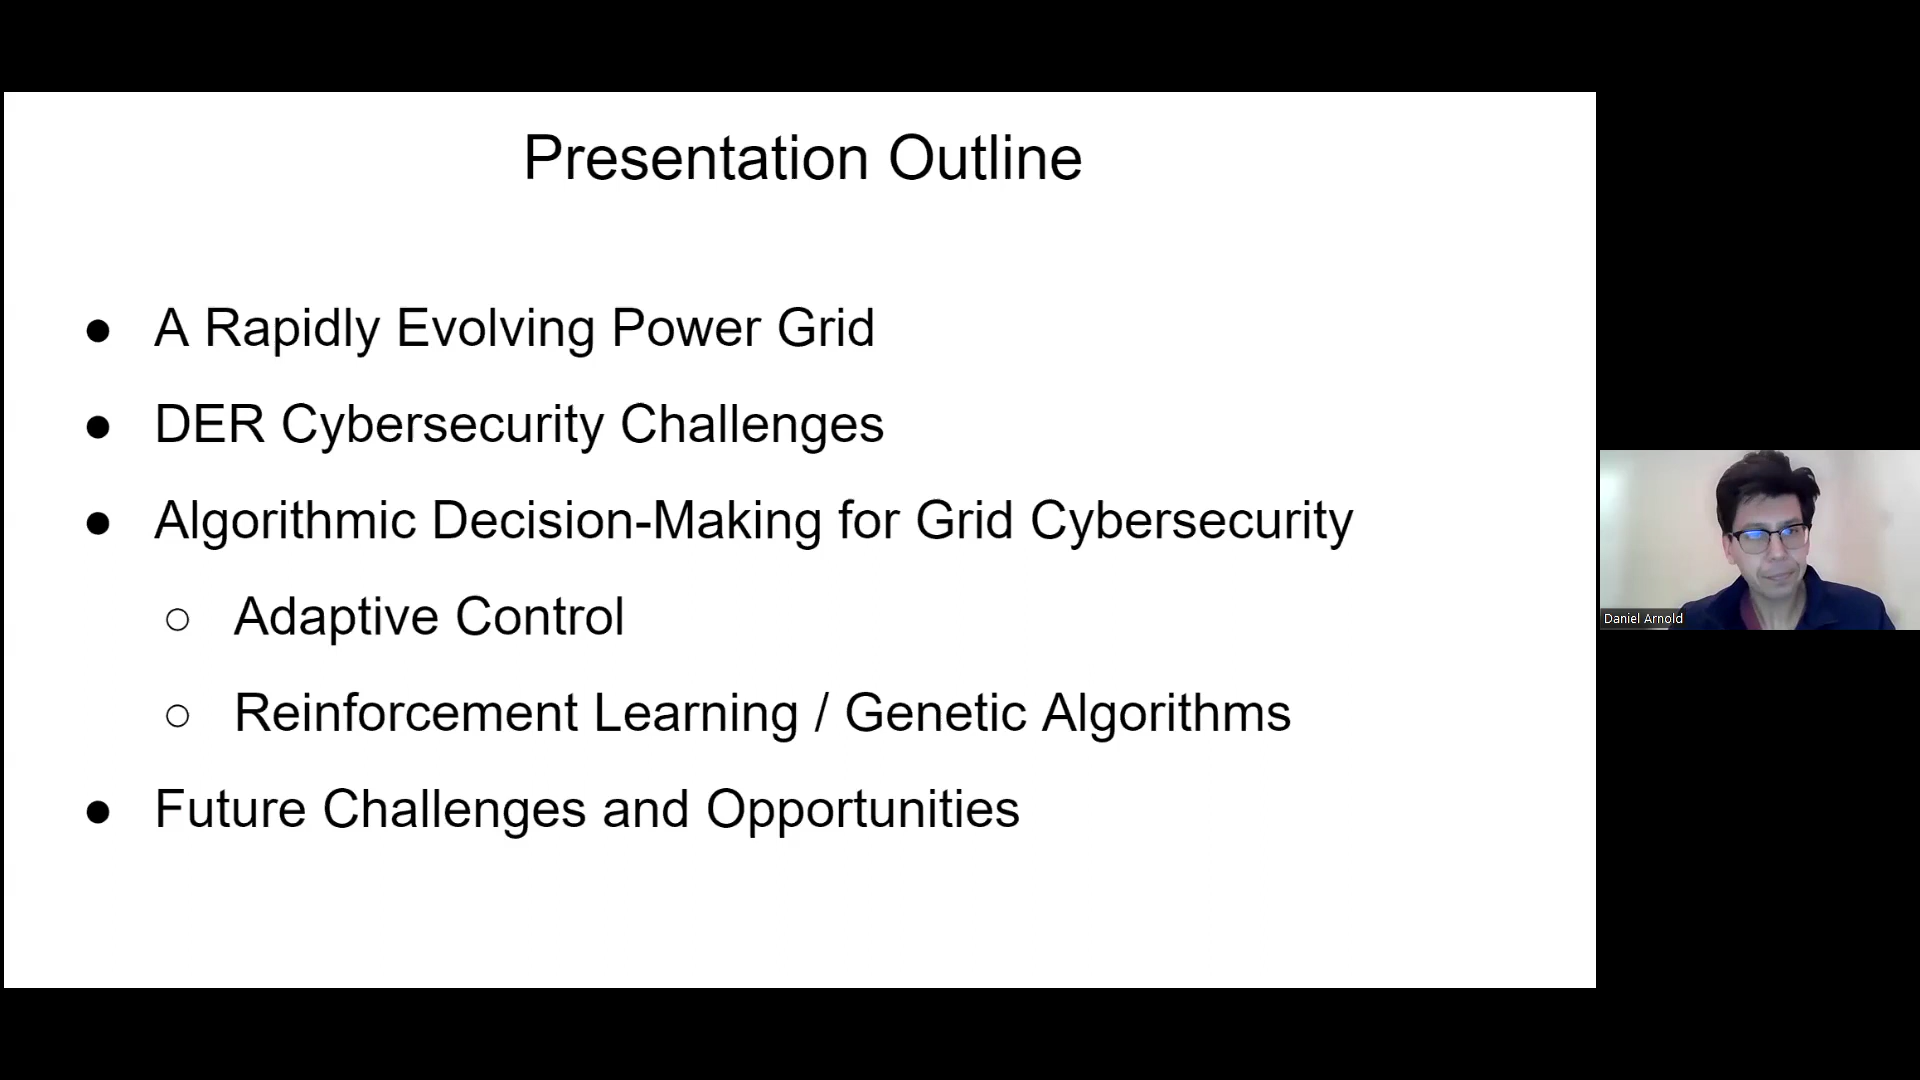 Presentation Outline
● A Rapidly Evolving Power Grid
● DER Cybersecurity Challenges
● Algorithmic Decision-Making for Grid Cybersecurity
○ Adaptive Control
○ Reinforcement Learning / Genetic Algorithms
● Future Challenges and Opportunities
Daniel Arnold